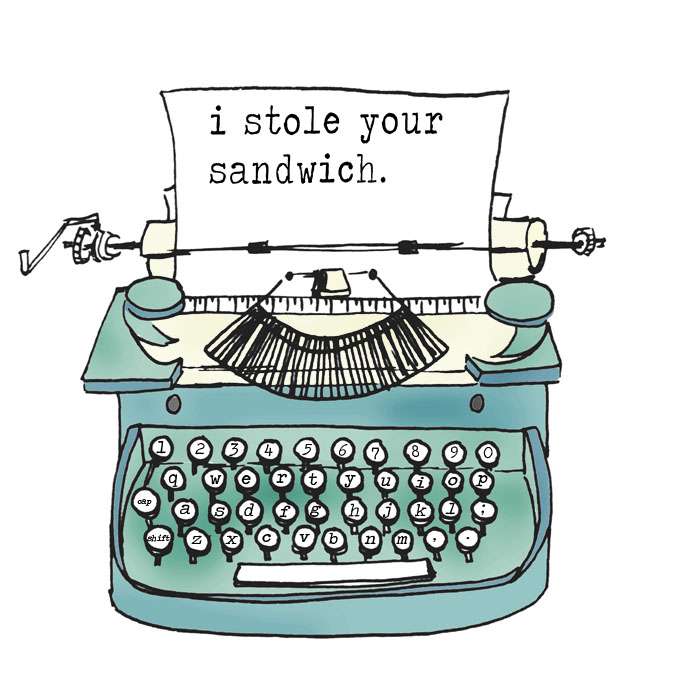 i stole your
sandwich.
1 2 3 4 5 6 7 8 9 0
q w e r t y u i o p
cap a s d f g h j k l ;
shift z x c v b n m , .